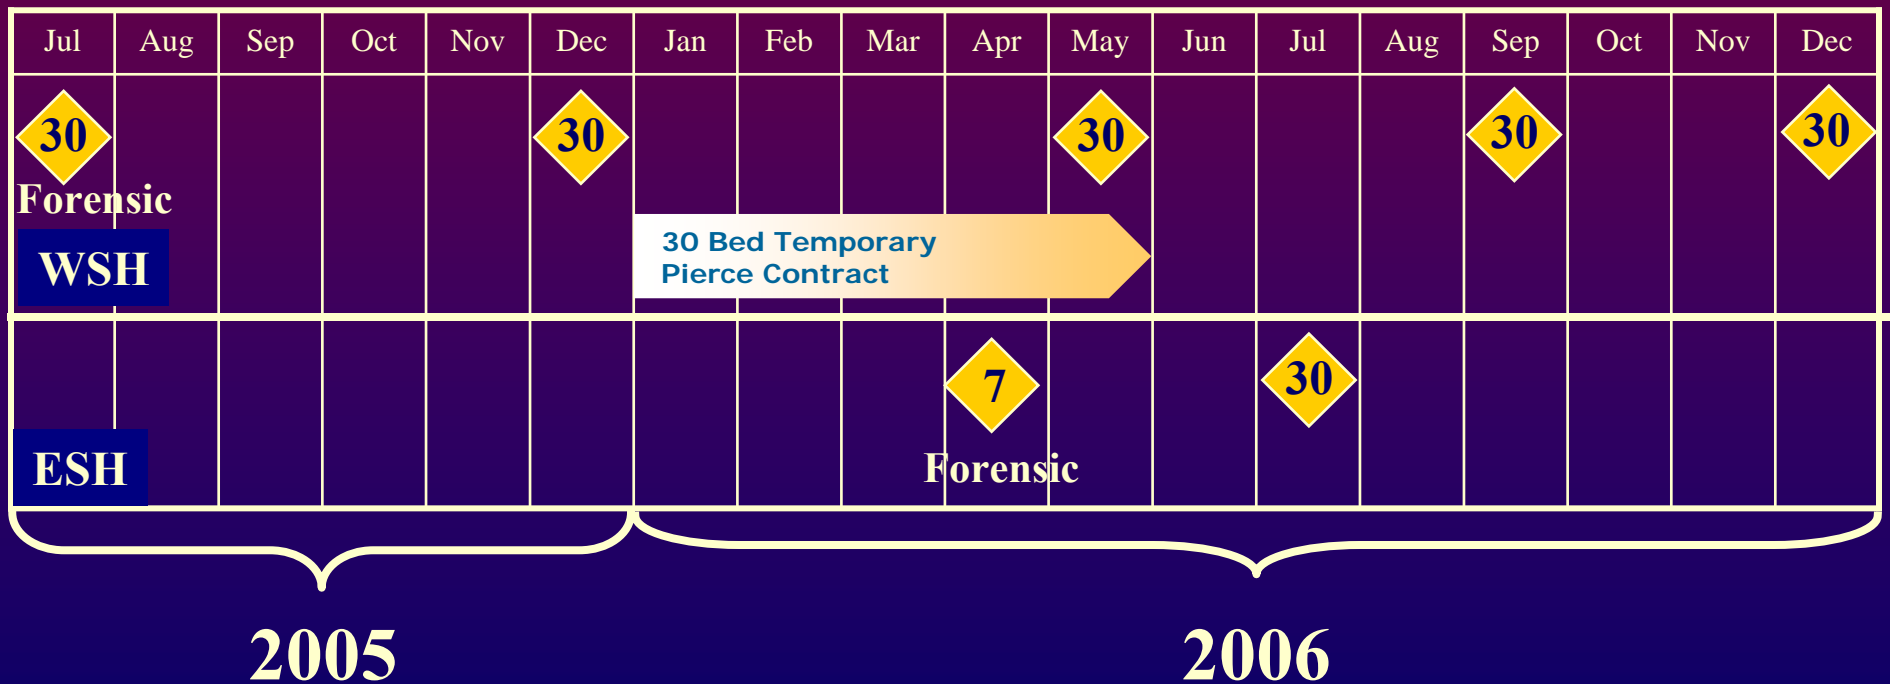 Jul Aug Sep Oct Nov Dec Jan Feb Mar Apr May Jun Jul Aug Sep Oct Nov Dec
30 30 30 30 30
Forensic
WSH
30 Bed Temporary
Pierce Contract
7 30
Forensic
ESH
2005 2006